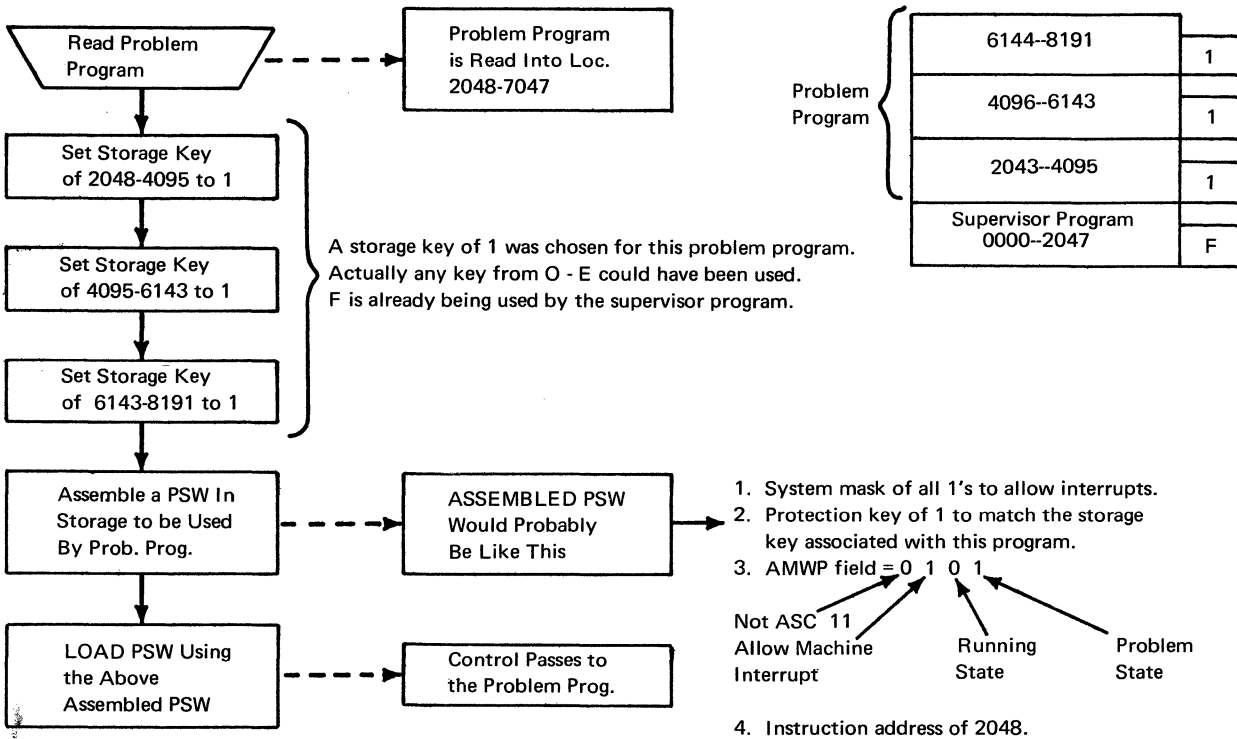 Read Problem
Program
Problem Program
is Read Into Loc.
2048-7047
Problem
Program
6144--8191
1
4096--6143
1
2043--4095
1
Supervisor Program
0000--2047
F
Set Storage Key
of 2048-4095 to 1
Set Storage Key
of 4095-6143 to 1
Set Storage Key
of 6143-8191 to 1
A storage key of 1 was chosen for this problem program.
Actually any key from O - E could have been used.
F is already being used by the supervisor program.
Assemble a PSW In
Storage to be Used
By Prob. Prog.
ASSEMBLED PSW
Would Probably
Be Like This
1. System mask of all 1's to allow interrupts.
2. Protection key of 1 to match the storage
key associated with this program.
3. AMWP field = 0 1 0 1
Not ASC 11
Allow Machine
Interrupt
Running
State
Problem
State
4. Instruction address of 2048.
LOAD PSW Using
the Above
Assembled PSW
Control Passes to
the Problem Prog.